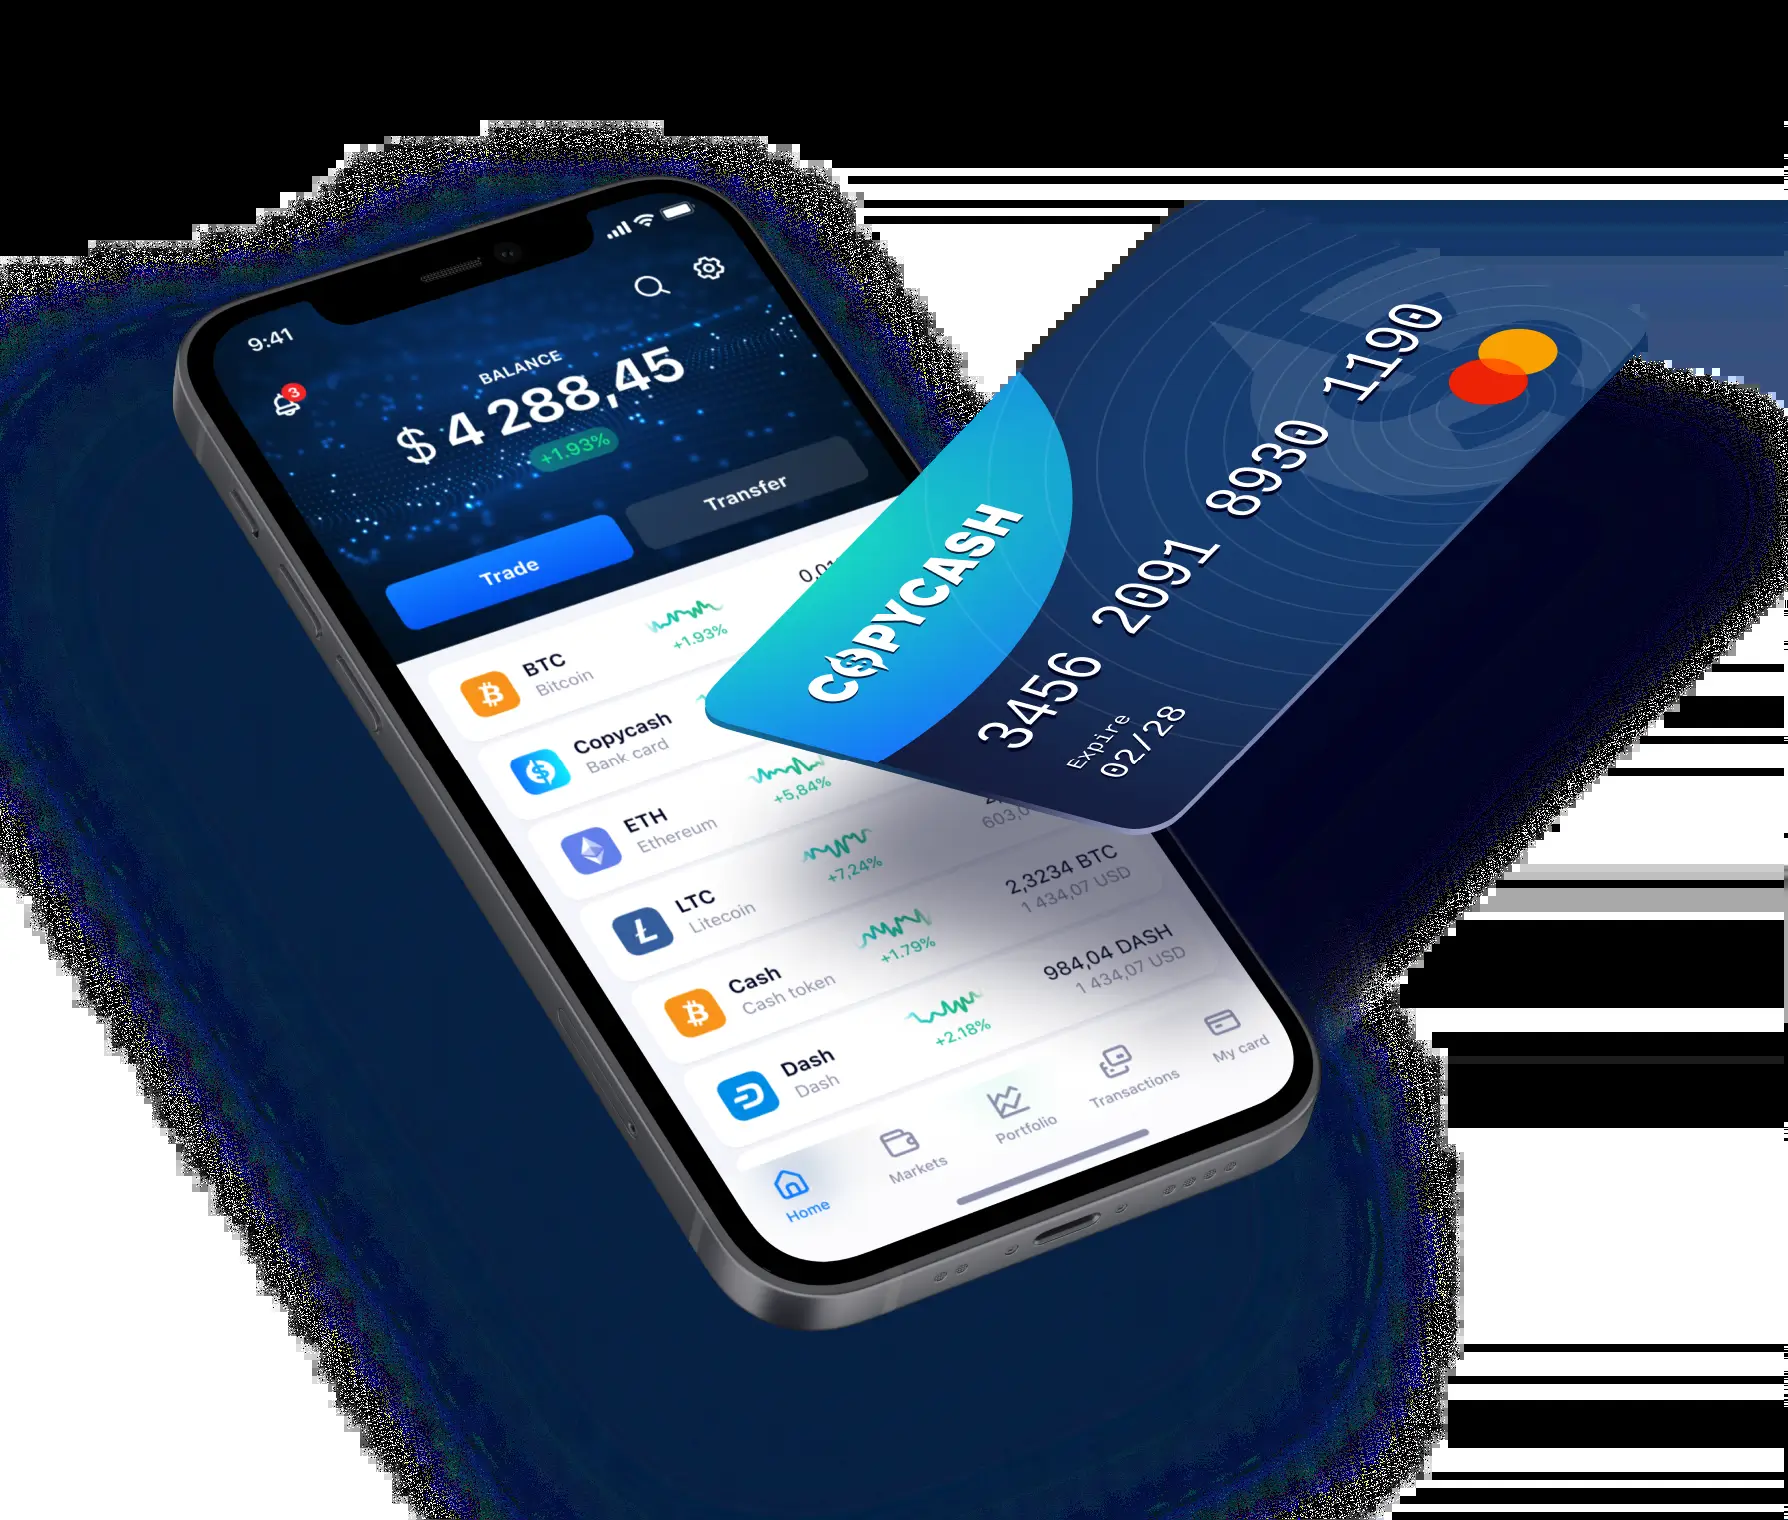 9:41
3
BALANCE
$ 4 288,45
+1.93%
Trade
Transfer
BTC
Bitcoin
+1.93%
Copycash
Bank card
ETH
Ethereum
+5,84%
LTC
Litecoin
+7,24%
2,3234 BTC
1 434,07 USD
Cash
Cash token
+1.79%
984,04 DASH
1 434,07 USD
Dash
Dash
+2.18%
Home
Markets
Portfolio
Transactions
My card
COPYCASH
3456 2091 8930 1190
Expire
02/28